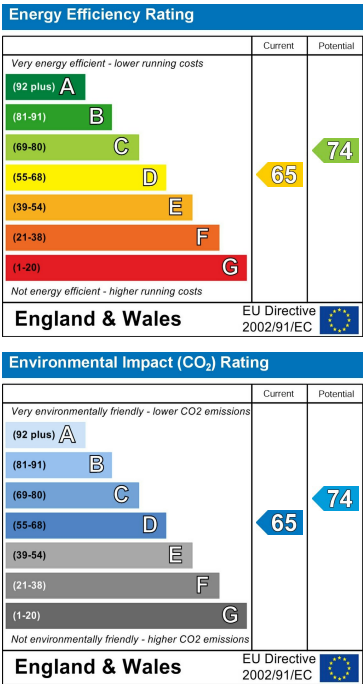 Energy Efficiency Rating
Current Potential
Very energy efficient - lower running costs
(92 plus) A
(81-91) B
(69-80) C
74
(55-68) D
65
(39-54) E
(21-38) F
(1-20) G
Not energy efficient - higher running costs
England & Wales
EU Directive
2002/91/EC
Environmental Impact (CO₂) Rating
Current Potential
Very environmentally friendly - lower CO2 emissions
(92 plus) A
(81-91) B
(69-80) C
74
(55-68) D
65
(39-54) E
(21-38) F
(1-20) G
Not environmentally friendly - higher CO2 emissions
England & Wales
EU Directive
2002/91/EC